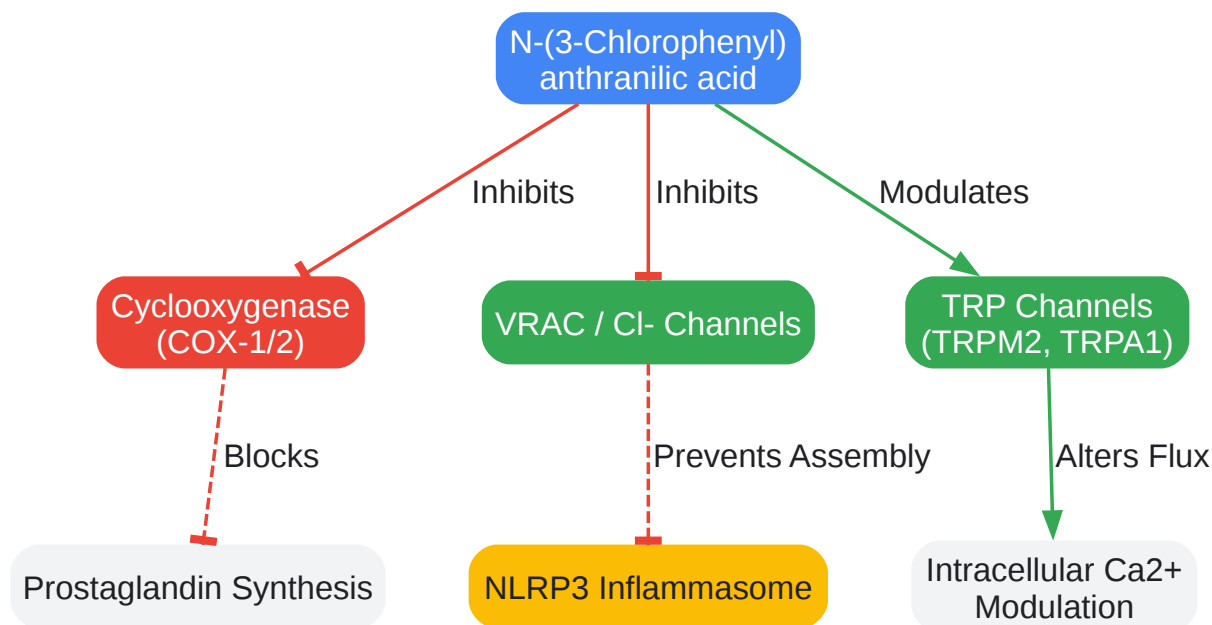 N-(3-Chlorophenyl)
anthranilic acid
Inhibits
Inhibits
Modulates
Cyclooxygenase
(COX-1/2)
VRAC / Cl- Channels
TRP Channels
(TRPM2, TRPA1)
Blocks
Prevents Assembly
Alters Flux
Prostaglandin Synthesis
NLRP3 Inflammasome
Intracellular Ca2+
Modulation